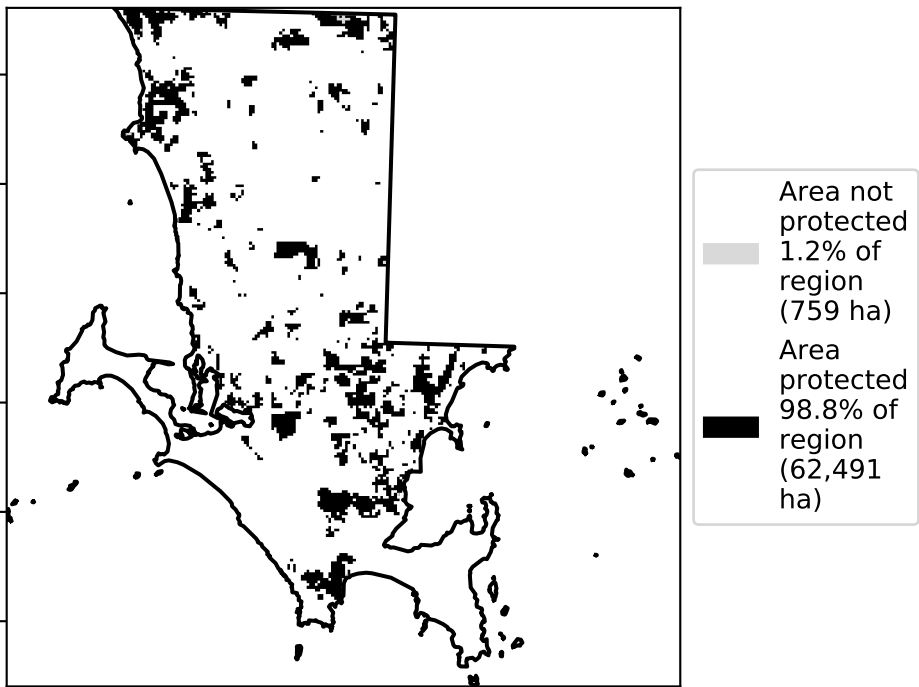 Area not
protected
1.2% of
region
(759 ha)
Area
protected
98.8% of
region
(62,491
ha)